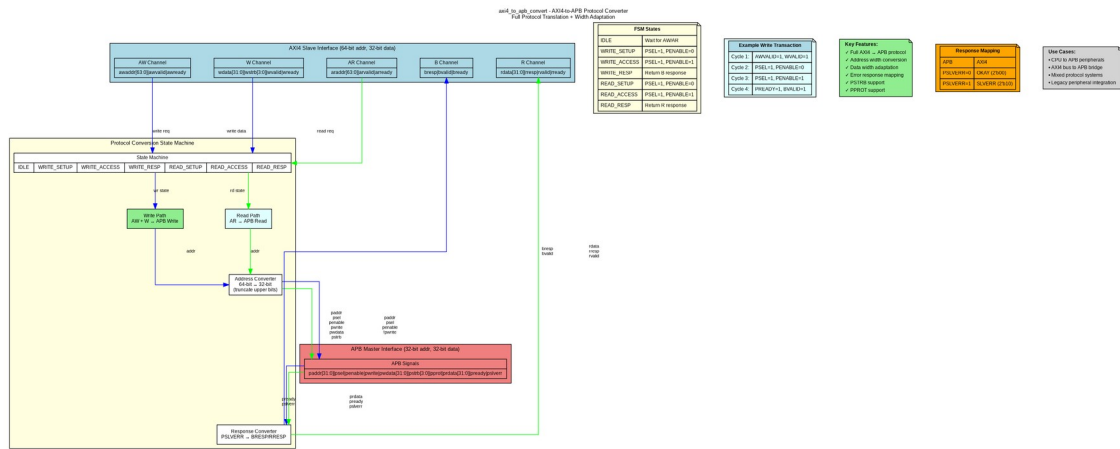 axi4_to_apb_convert - AXI4-to-APB Protocol Converter
Full Protocol Translation + Width Adaptation
AXI4 Slave Interface (64-bit addr, 32-bit data)
AW Channel
awaddr[63:0]|awvalid|awready
W Channel
wdata[31:0]|wstrb[3:0]|wvalid|wready
AR Channel
araddr[63:0]|arvalid|arready
B Channel
bresp|bvalid|bready
R Channel
rdata[31:0]|rresp|rvalid|rready
FSM States
IDLE Wait for AW/AR
WRITE_SETUP PSEL=1, PENABLE=0
WRITE_ACCESS PSEL=1, PENABLE=1
WRITE_RESP Return B response
READ_SETUP PSEL=1, PENABLE=0
READ_ACCESS PSEL=1, PENABLE=1
READ_RESP Return R response
Example Write Transaction
Cycle 1: AWVALID=1, WVALID=1
Cycle 2: PSEL=1, PENABLE=0
Cycle 3: PSEL=1, PENABLE=1
Cycle 4: PREADY=1, BVALID=1
Key Features:
✓ Full AXI4 → APB protocol
✓ Address width conversion
✓ Data width adaptation
✓ Error response mapping
✓ PSTRB support
✓ PPROT support
Response Mapping
APB AXI4
PSLVERR=0 OKAY (2'b00)
PSLVERR=1 SLVERR (2'b10)
Use Cases:
• CPU to APB peripherals
• AXI4 bus to APB bridge
• Mixed protocol systems
• Legacy peripheral integration
write req
write data
read req
Protocol Conversion State Machine
State Machine
IDLE WRITE_SETUP WRITE_ACCESS WRITE_RESP READ_SETUP READ_ACCESS READ_RESP
wr state
rd state
Write Path
AW + W → APB Write
Read Path
AR → APB Read
addr
addr
bresp
bvalid
rdata
rresp
rvalid
Address Converter
64-bit → 32-bit
(truncate upper bits)
paddr
psel
penable
pwrite
pwdata
pstrb
paddr
psel
penable
!pwrite
APB Master Interface (32-bit addr, 32-bit data)
APB Signals
paddr[31:0]|psel|penable|pwrite|pwdata[31:0]|pstrb[3:0]|pprot|prdata[31:0]|pready|pslverr
pready
pslverr
prdata
pready
pslverr
Response Converter
PSLVERR → BRESP/RRESP